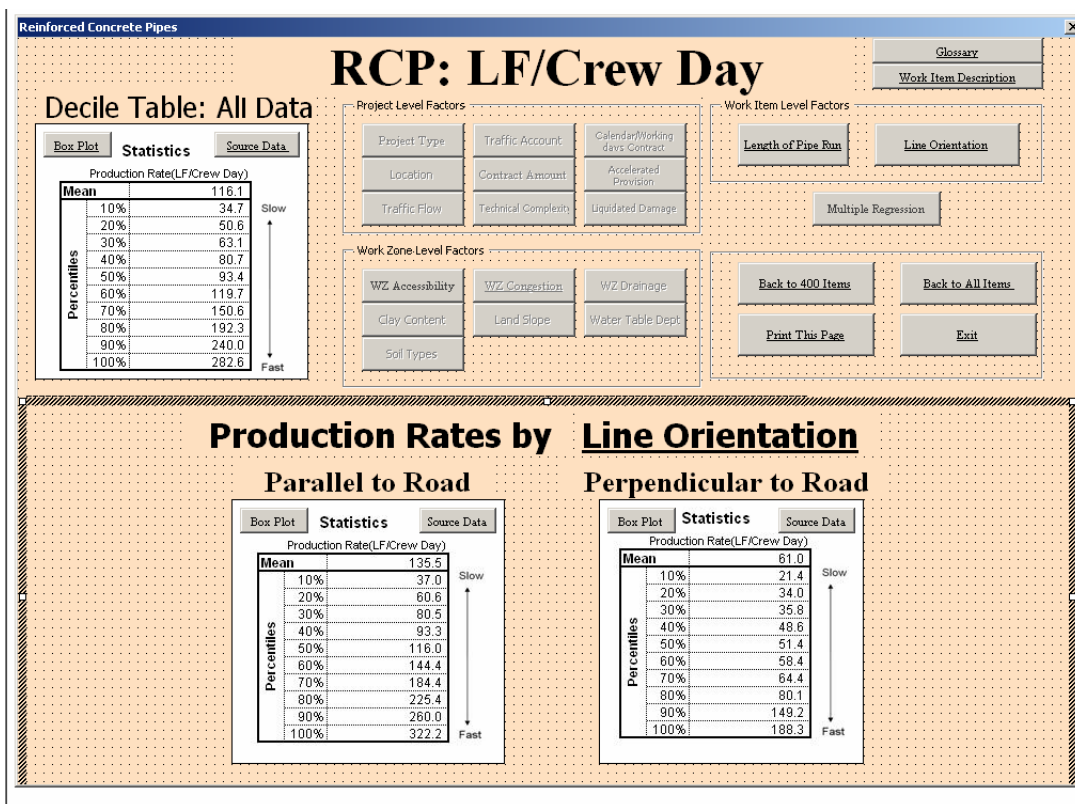 Reinforced Concrete Pipes
RCP: LF/Crew Day
Glossary
Work Item Description
Decile Table: All Data
Box Plot Statistics Source Data
Production Rate(LF/Crew Day)
Mean 116.1
Percentiles
10% 34.7 Slow
20% 50.6
30% 63.1
40% 80.7
50% 93.4
60% 119.7
70% 150.6
80% 192.3
90% 240.0
100% 282.6 Fast
Project Level Factors
Project Type Traffic Account Calendar/Working
days Contract
Location Contract Amount Accelerated
Provision
Traffic Flow Technical Complexity Liquidated Damage
Work Zone Level Factors
WZ Accessibility WZ Congestion WZ Drainage
Clay Content Land Slope Water Table Dept
Soil Types
Work Item Level Factors
Length of Pipe Run Line Orientation
Multiple Regression
Back to 400 Items Back to All Items
Print This Page Exit
Production Rates by Line Orientation
Parallel to Road
Box Plot Statistics Source Data
Production Rate(LF/Crew Day)
Mean 135.5
Percentiles
10% 37.0 Slow
20% 60.6
30% 80.5
40% 93.3
50% 116.0
60% 144.4
70% 184.4
80% 225.4
90% 260.0
100% 322.2 Fast
Perpendicular to Road
Box Plot Statistics Source Data
Production Rate(LF/Crew Day)
Mean 61.0
Percentiles
10% 21.4 Slow
20% 34.0
30% 35.8
40% 48.6
50% 51.4
60% 58.4
70% 64.4
80% 80.1
90% 149.2
100% 188.3 Fast